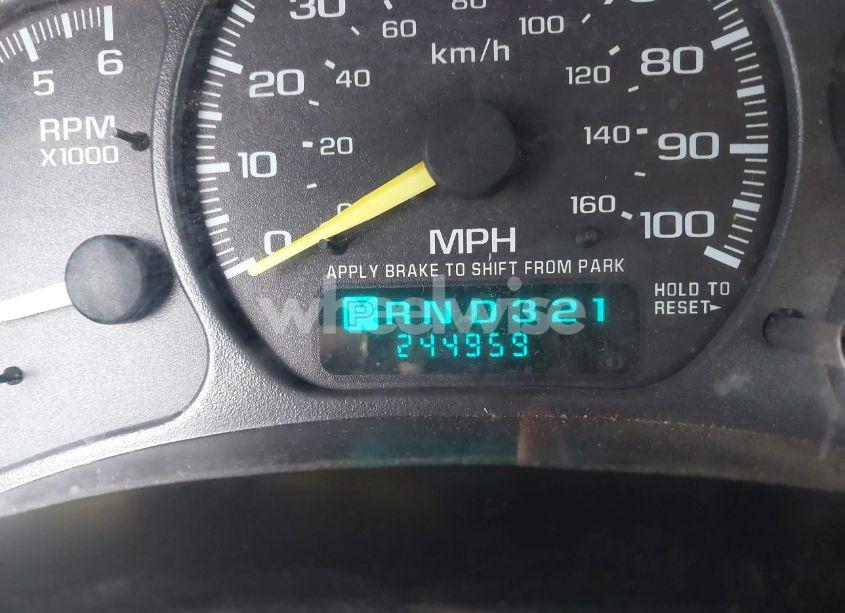 30
60
80
100
km/h
5
6
20
40
120
80
RPM
X1000
10
20
140
90
0
0
160
100
MPH
APPLY BRAKE TO SHIFT FROM PARK
HOLD TO
RESET
PRND321
244959
wheelwise